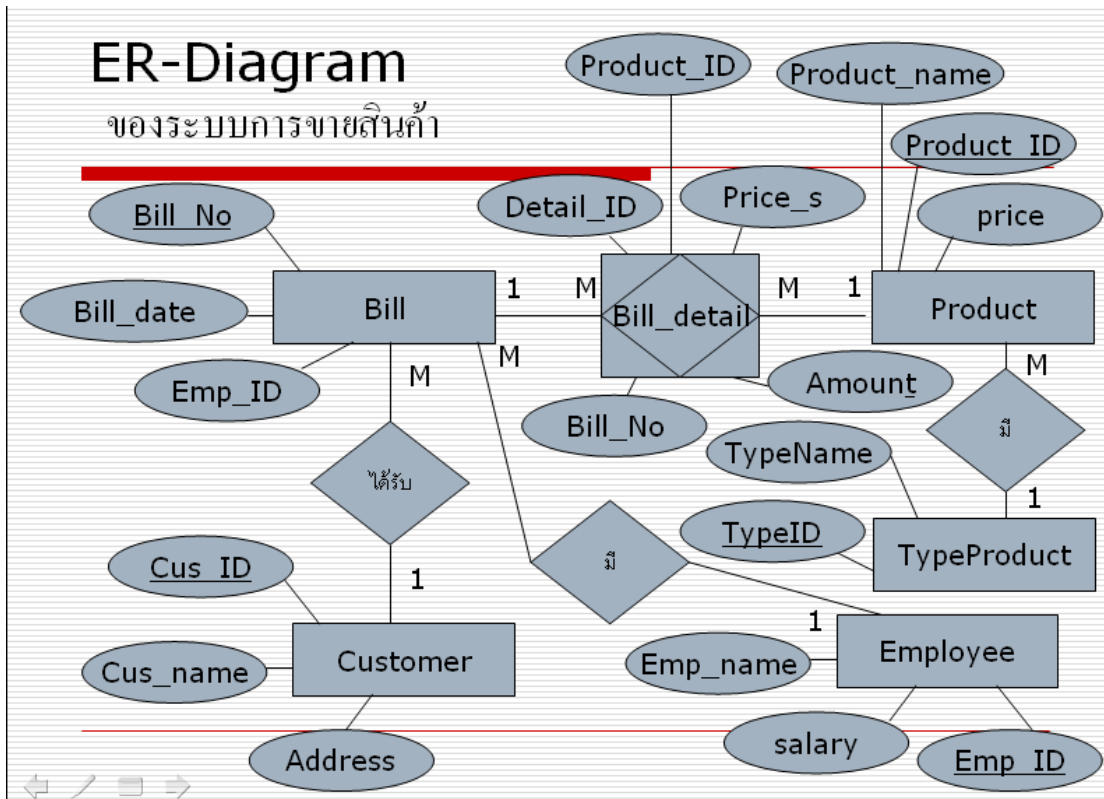 ER-Diagram
ของระบบการขายสินค้า
Product_ID
Product_name
Product_ID
Bill_No
Detail_ID
Price_s
price
Bill_date
Bill
1
M
Bill_detail
M
1
Product
Emp_ID
M
M
Bill_No
Amount
M
มี
TypeName
ได้รับ
1
TypeID
TypeProduct
มี
Cus_ID
1
1
Cus_name
Customer
Emp_name
Employee
Address
salary
Emp_ID